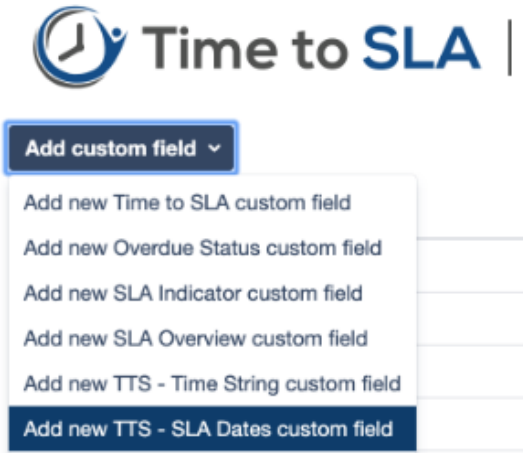 Time to SLA
Add custom field
Add new Time to SLA custom field
Add new Overdue Status custom field
Add new SLA Indicator custom field
Add new SLA Overview custom field
Add new TTS - Time String custom field
Add new TTS - SLA Dates custom field